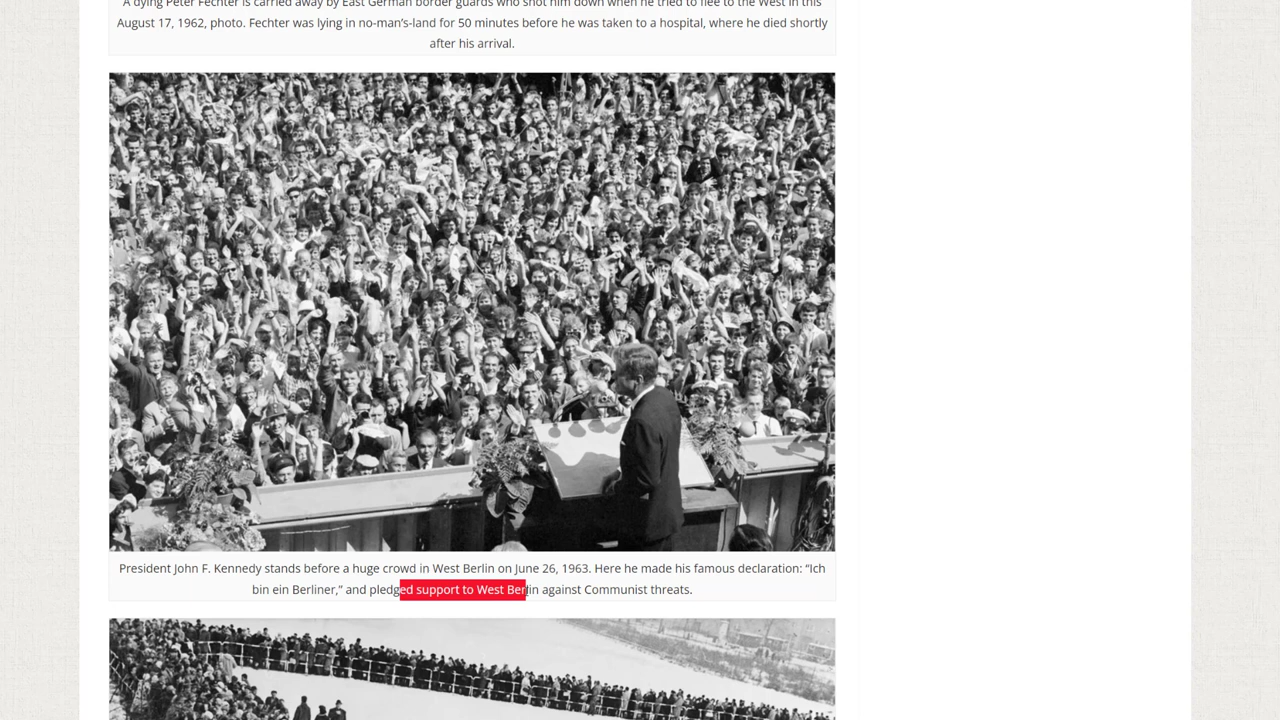 A dying Peter Fechter is carried away by East German border guards who shot him down when he tried to flee to the West in this
August 17, 1962, photo. Fechter was lying in no-man’s-land for 50 minutes before he was taken to a hospital, where he died shortly
after his arrival.
President John F. Kennedy stands before a huge crowd in West Berlin on June 26, 1963. Here he made his famous declaration: “Ich
bin ein Berliner,” and pledged support to West Berlin against Communist threats.